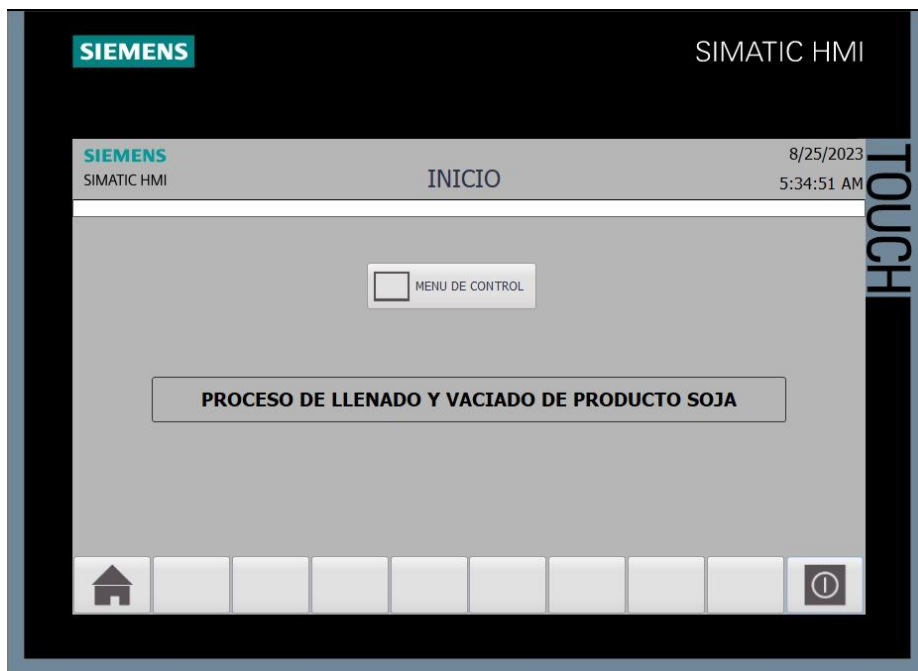 SIEMENS
SIMATIC HMI
SIEMENS
SIMATIC HMI
INICIO
8/25/2023
5:34:51 AM
TOUCH
MENU DE CONTROL
PROCESO DE LLENADO Y VACIADO DE PRODUCTO SOJA